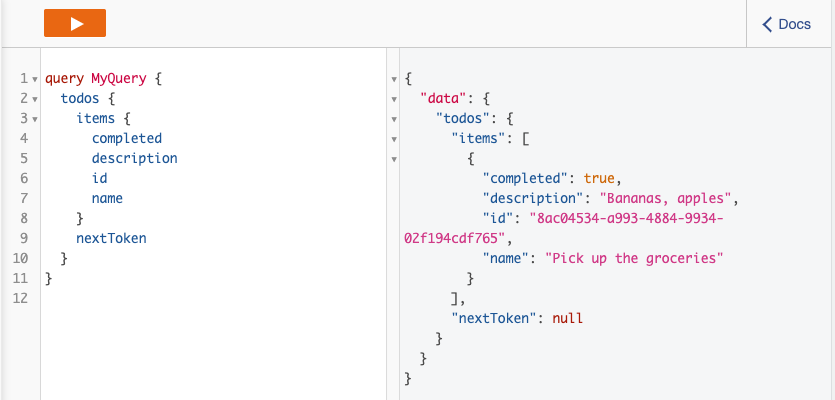 Docs
1 query MyQuery {
2 todos {
3 items {
4 completed
5 description
6 id
7 name
8 }
9 nextToken
10 }
11 }
12
{
"data": {
"todos": {
"items": [
{
"completed": true,
"description": "Bananas, apples",
"id": "8ac04534-a993-4884-9934-
02f194cdf765",
"name": "Pick up the groceries"
}
],
"nextToken": null
}
}
}